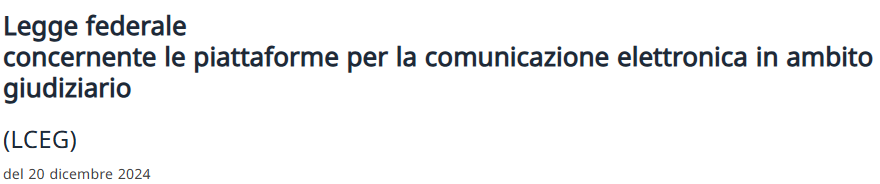 Legge federale
concernente le piattaforme per la comunicazione elettronica in ambito
giudiziario
(LCEG)
del 20 dicembre 2024